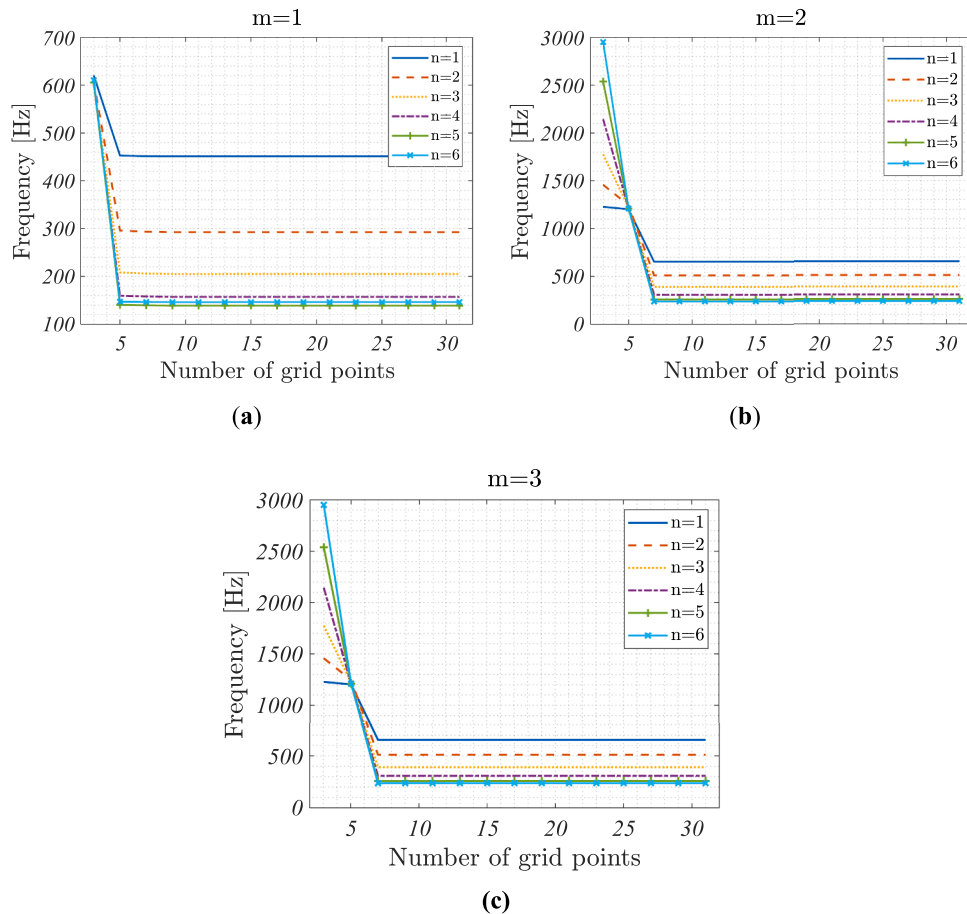 m=1
700
600
500
400
300
200
100
Frequency [Hz]
5
10
15
20
25
30
Number of grid points
n=1
n=2
n=3
n=4
n=5
n=6
(a)
m=2
3000
2500
2000
1500
1000
500
0
Frequency [Hz]
5
10
15
20
25
30
Number of grid points
n=1
n=2
n=3
n=4
n=5
n=6
(b)
m=3
3000
2500
2000
1500
1000
500
0
Frequency [Hz]
5
10
15
20
25
30
Number of grid points
n=1
n=2
n=3
n=4
n=5
n=6
(c)